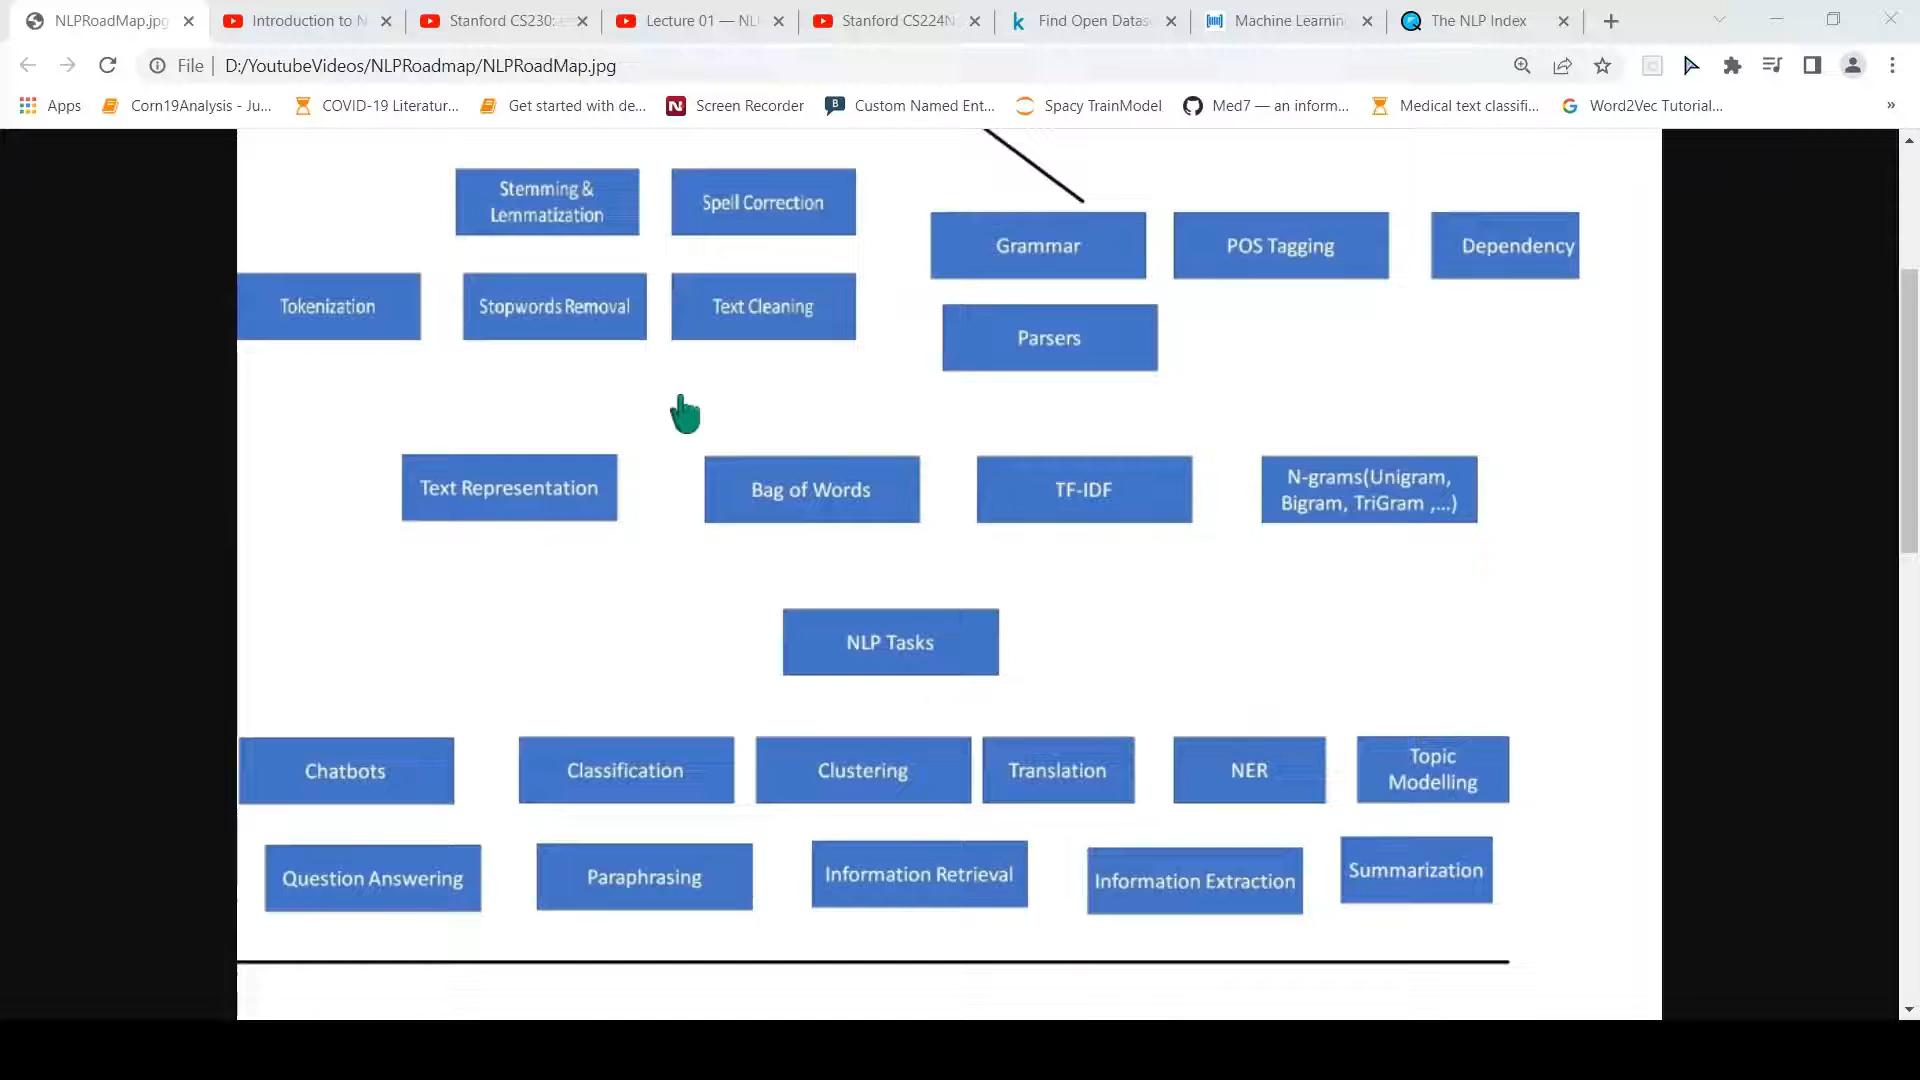 NLPRoadMap.jpg
Introduction to N
Stanford CS230:
Lecture 01 — NL
Stanford CS224N
Find Open Datas
Machine Learnin
The NLP Index
File
D:/YoutubeVideos/NLPRoadmap/NLPRoadMap.jpg
Apps
Corn19Analysis - Ju...
COVID-19 Literatur...
Get started with de...
Screen Recorder
Custom Named Ent...
Spacy TrainModel
Med7 — an inform...
Medical text classifi...
Word2Vec Tutorial...
»
Stemming &
Lemmatization
Spell Correction
Grammar
POS Tagging
Dependency
Tokenization
Stopwords Removal
Text Cleaning
Parsers
Text Representation
Bag of Words
TF-IDF
N-grams(Unigram,
Bigram, TriGram ,...)
NLP Tasks
Chatbots
Classification
Clustering
Translation
NER
Topic
Modelling
Question Answering
Paraphrasing
Information Retrieval
Information Extraction
Summarization